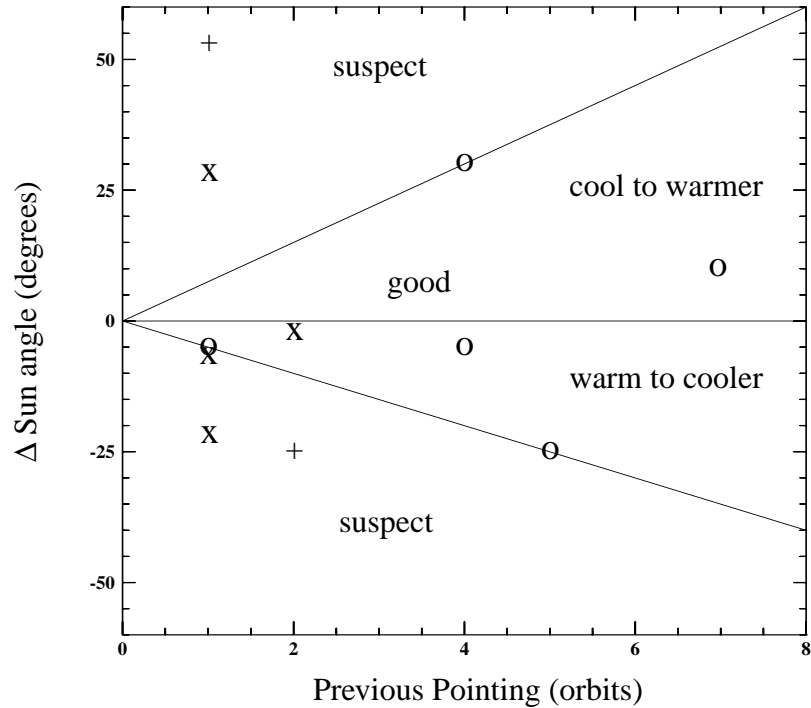 Δ Sun angle (degrees)
50
25
0
-25
-50
suspect
cool to warmer
good
warm to cooler
suspect
+
x
o
o
x
o
x
o
x
+
o
0 2 4 6 8
Previous Pointing (orbits)